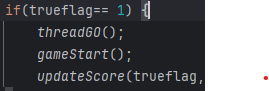 if(trueflag== 1) {
threadGO();
gameStart();
updateScore(trueflag,